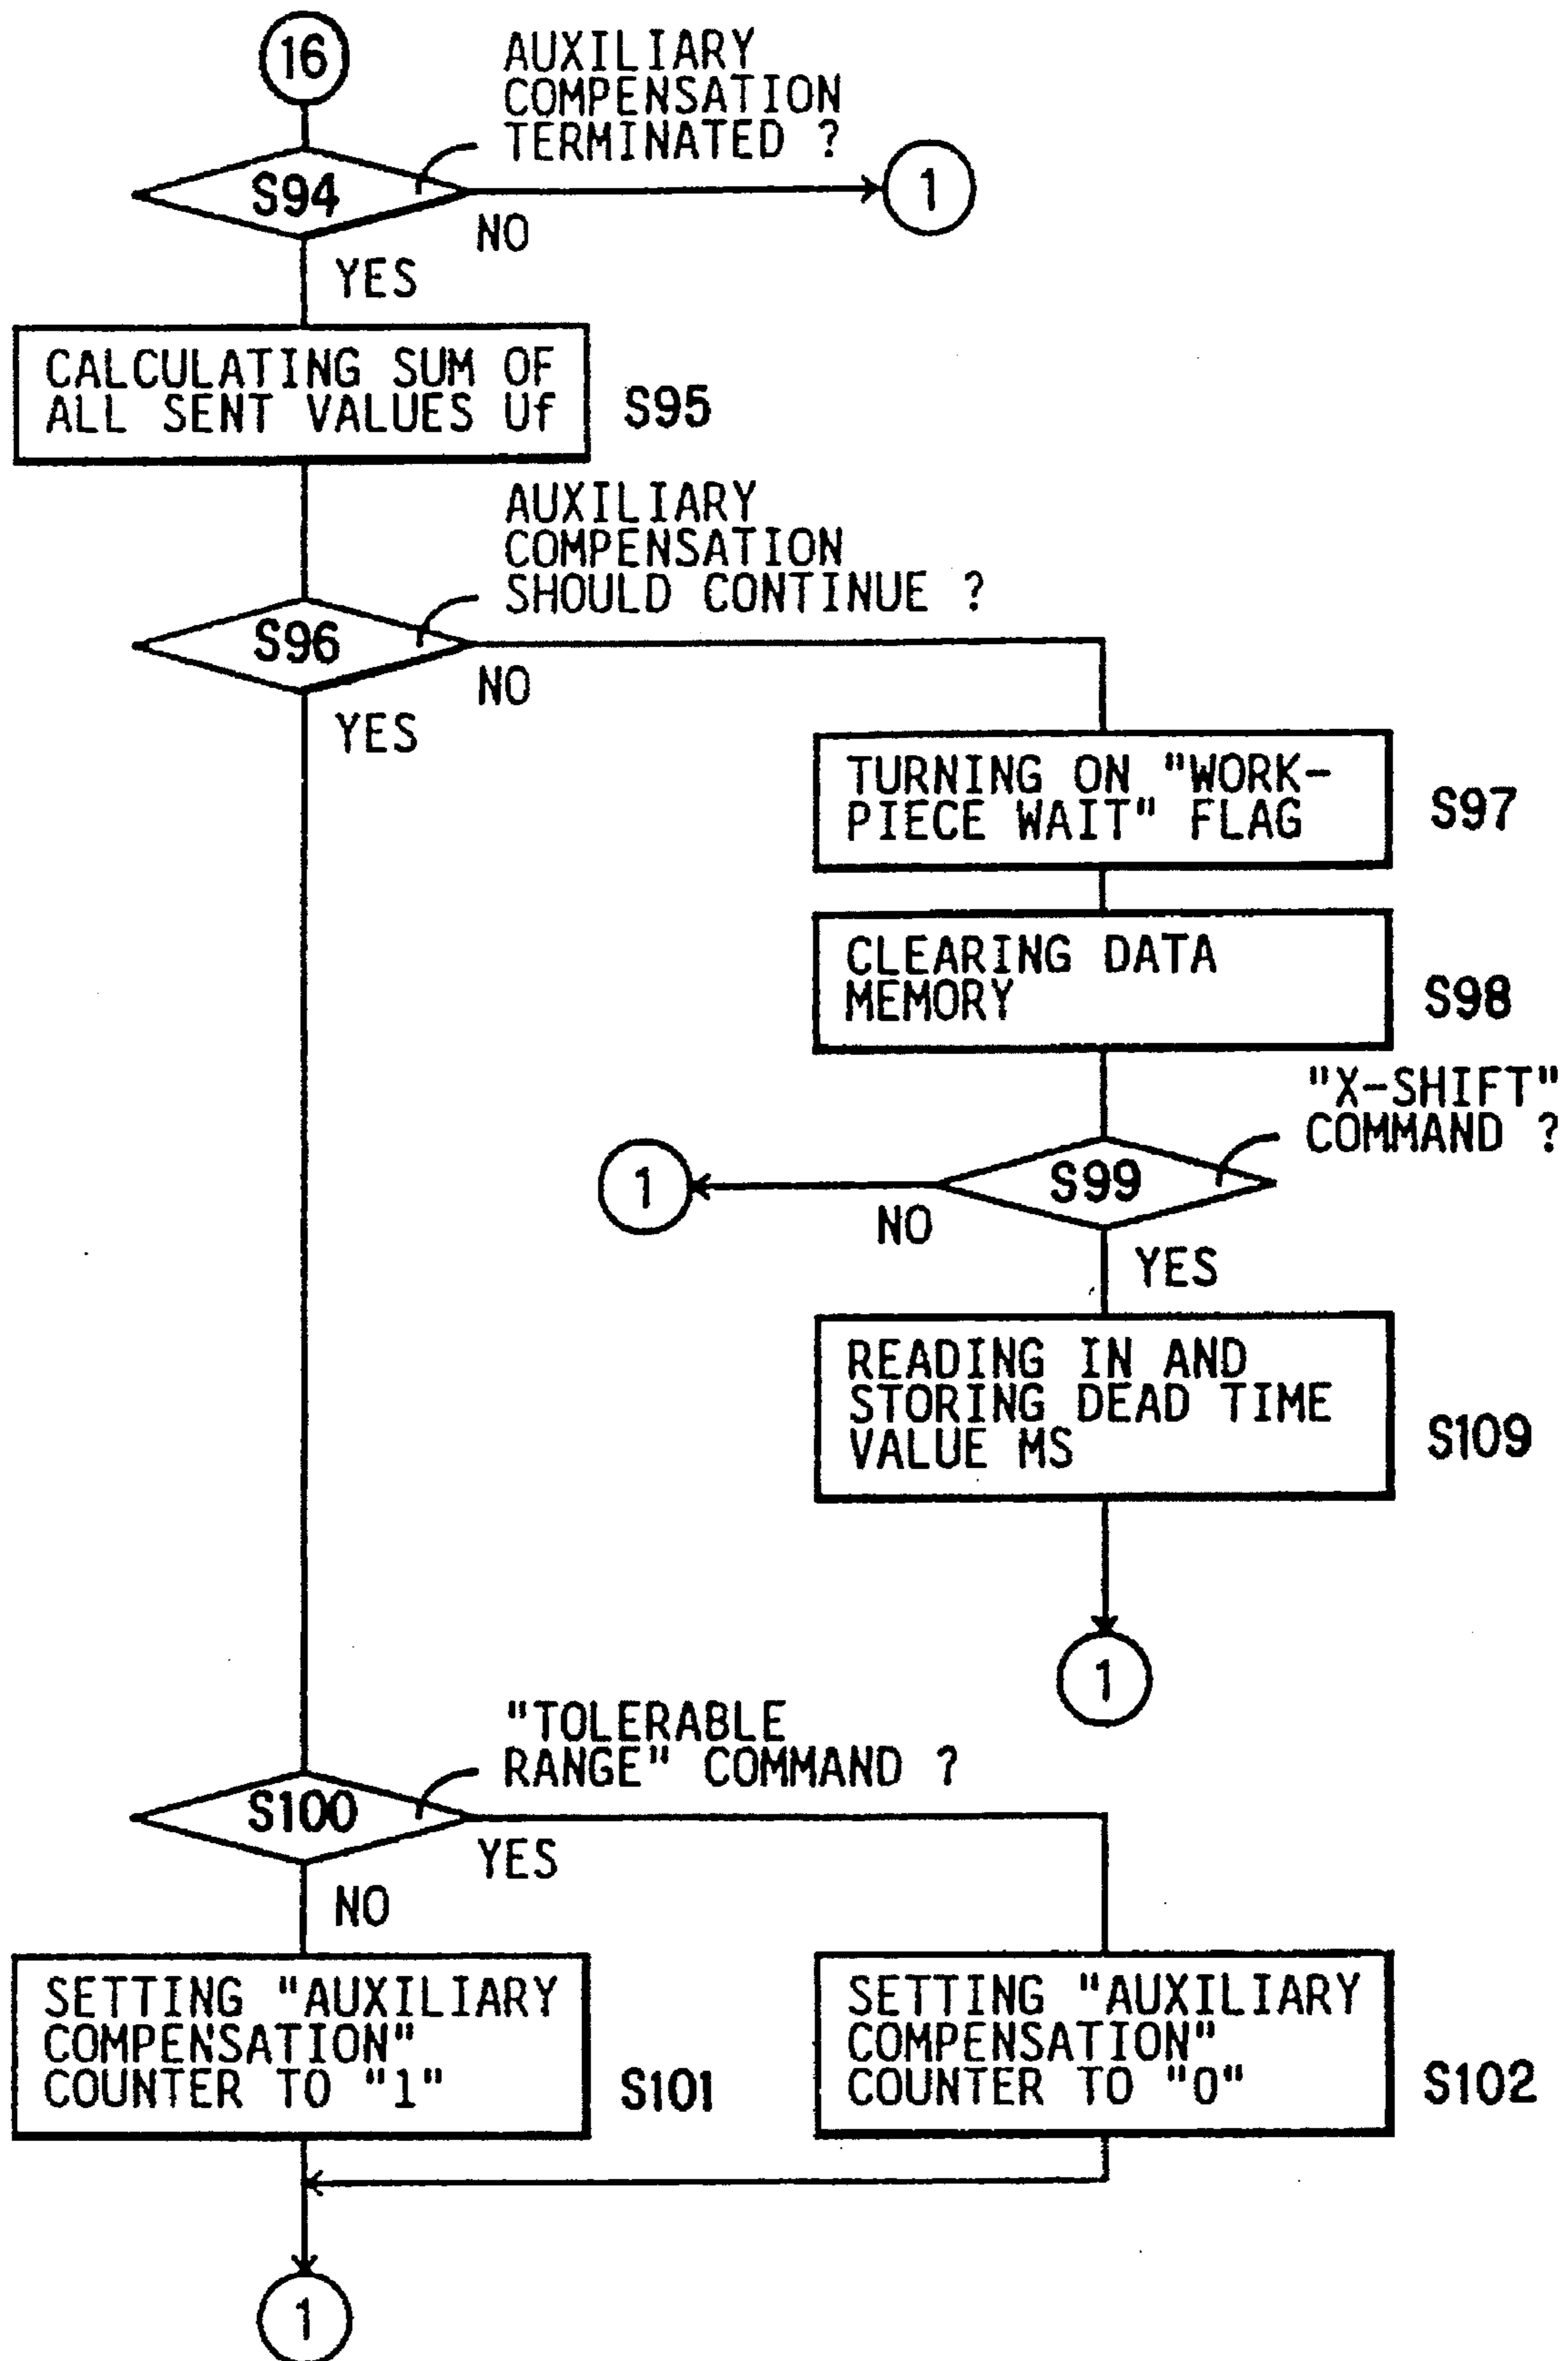 16
AUXILIARY
COMPENSATION
TERMINATED ?
S94
1
NO
YES
CALCULATING SUM OF
ALL SENT VALUES Uf
S95
AUXILIARY
COMPENSATION
SHOULD CONTINUE ?
S96
NO
YES
TURNING ON "WORK-
PIECE WAIT" FLAG
S97
CLEARING DATA
MEMORY
S98
"X-SHIFT"
COMMAND ?
S99
1
NO
YES
READING IN AND
STORING DEAD TIME
VALUE MS
S109
1
"TOLERABLE
RANGE" COMMAND ?
S100
YES
NO
SETTING "AUXILIARY
COMPENSATION"
COUNTER TO "1"
S101
SETTING "AUXILIARY
COMPENSATION"
COUNTER TO "0"
S102
1